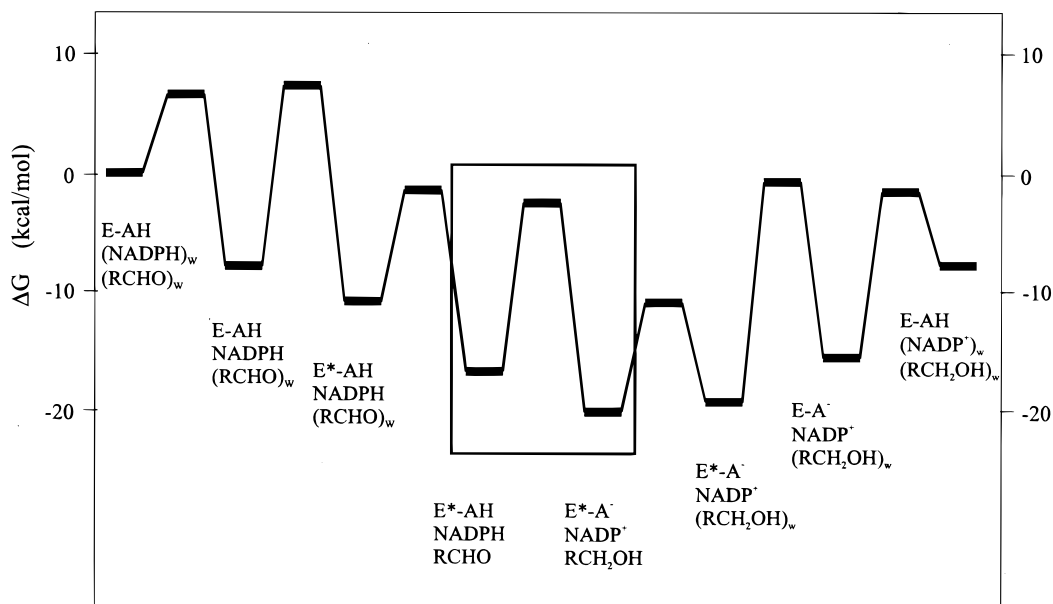 10
0
-10
-20
ΔG (kcal/mol)
10
0
-10
-20
E-AH
(NADPH)w
(RCHO)w
E-AH
NADPH
(RCHO)w
E*-AH
NADPH
(RCHO)w
E*-AH
NADPH
RCHO
E*-A⁻
NADP⁺
RCH₂OH
E*-A⁻
NADP⁺
(RCH₂OH)w
E-A⁻
NADP⁺
(RCH₂OH)w
E-AH
(NADP⁺)w
(RCH₂OH)w